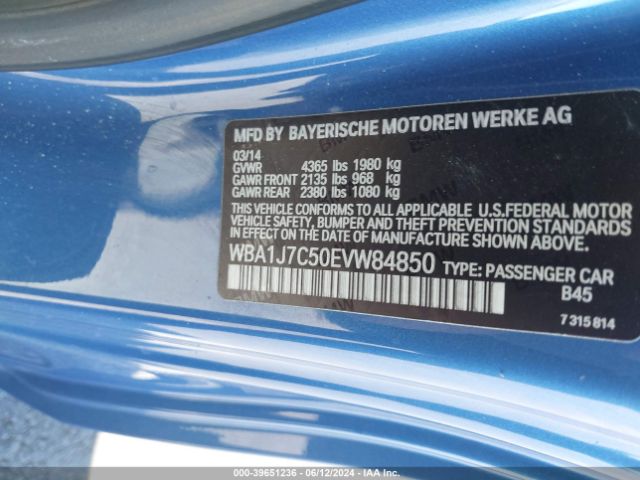 MFD BY BAYERISCHE MOTOREN WERKE AG
03/14
GVWR 4365 lbs 1980 kg
GAWR FRONT 2135 lbs 968 kg
GAWR REAR 2380 lbs 1080 kg
THIS VEHICLE CONFORMS TO ALL APPLICABLE U.S.FEDERAL MOTOR
VEHICLE SAFETY, BUMPER AND THEFT PREVENTION STANDARDS
IN EFFECT ON THE DATE OF MANUFACTURE SHOWN ABOVE.
WBA1J7C50EVW84850 TYPE: PASSENGER CAR
B45
7 315 814
000-39651236 - 06/12/2024 - IAAI.com